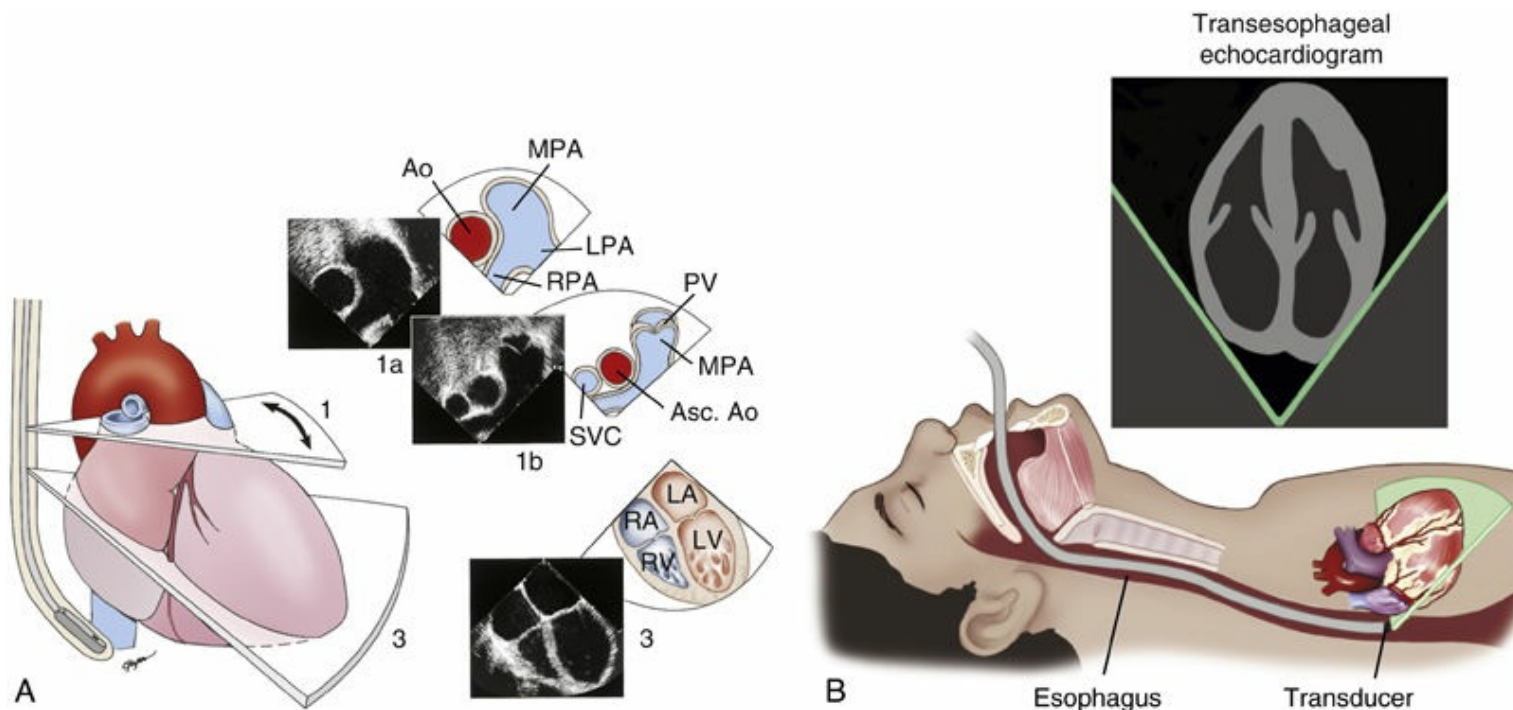 Transesophageal
echocardiogram
MPA
Ao
LPA
RPA
PV
1a
MPA
1
Asc. Ao
SVC
1b
LA
RA
LV
RV
3
3
A
B
Esophagus
Transducer